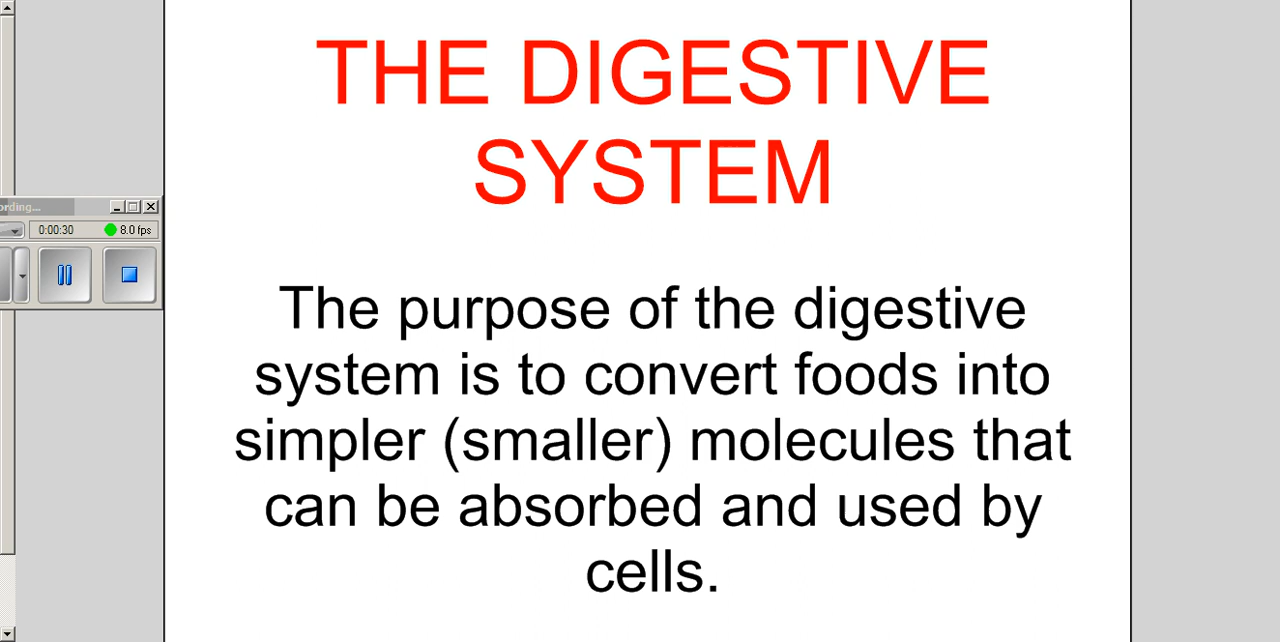 THE DIGESTIVE
SYSTEM
ording...
0:00:30 8.0 fps
The purpose of the digestive
system is to convert foods into
simpler (smaller) molecules that
can be absorbed and used by
cells.